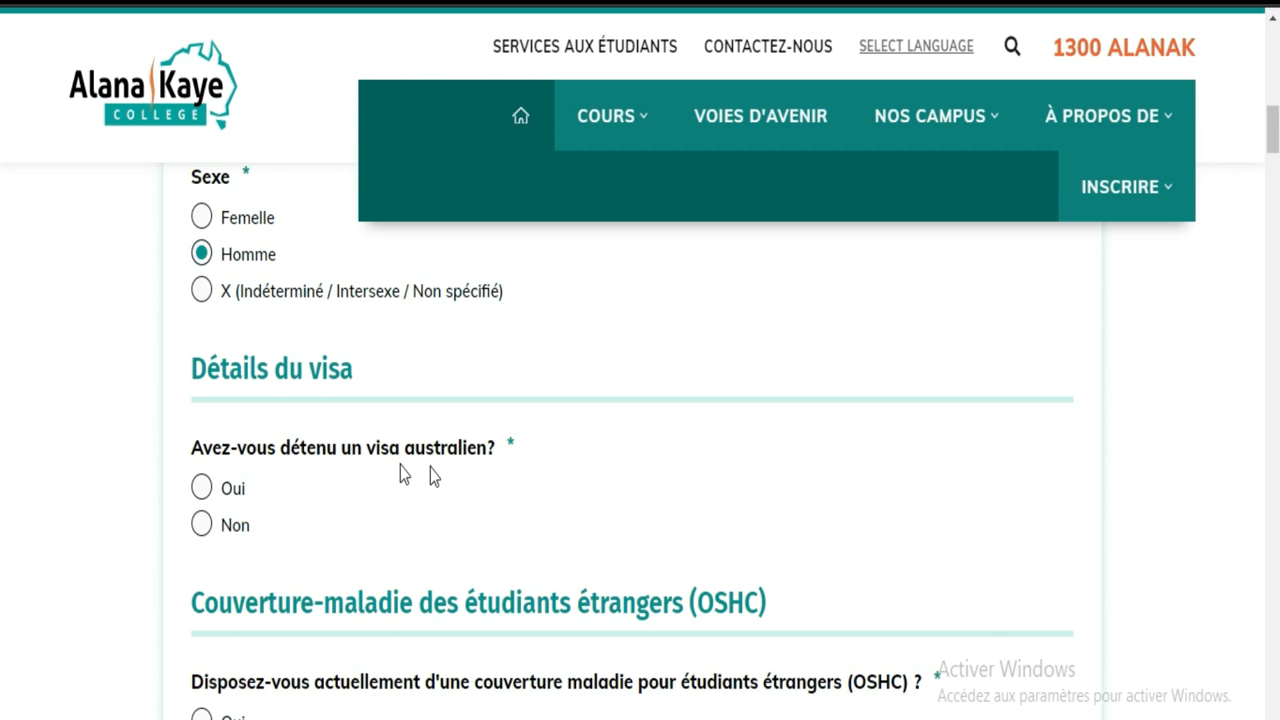 SERVICES AUX ÉTUDIANTS CONTACTEZ-NOUS SELECT LANGUAGE 1300 ALANAK
Alana Kaye
COLLEGE
COURS VOIES D'AVENIR NOS CAMPUS À PROPOS DE
INSCRIRE
Sexe *
Femelle
Homme
X (Indéterminé / Intersexe / Non spécifié)
Détails du visa
Avez-vous détenu un visa australien? *
Oui
Non
Couverture-maladie des étudiants étrangers (OSHC)
Disposez-vous actuellement d'une couverture maladie pour étudiants étrangers (OSHC) ? *
Oui
Activer Windows
Accédez aux paramètres pour activer Windows.